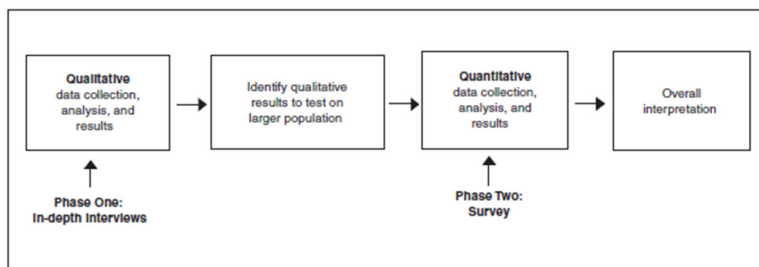 Qualitative
data collection,
analysis, and
results
Identify qualitative
results to test on
larger population
Quantitative
data collection,
analysis, and
results
Overall
interpretation
Phase One:
In-depth Interviews
Phase Two:
Survey